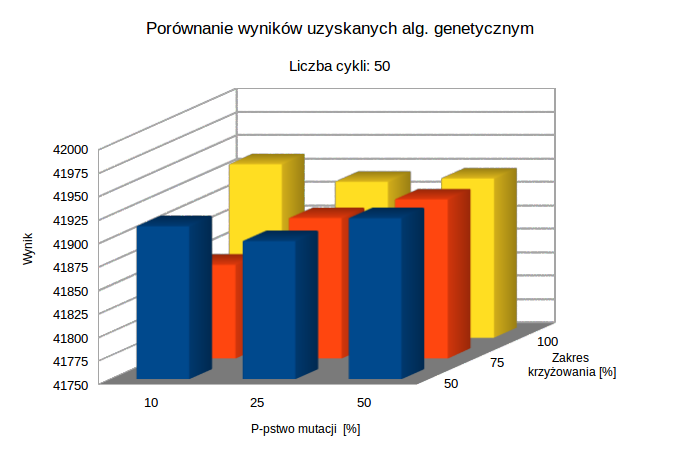 Porównanie wyników uzyskanych alg. genetycznym
Liczba cykli: 50
42000
41975
41950
41925
41900
41875
41850
41825
41800
41775
41750
Wynik
10
25
50
P-pstwo mutacji [%]
50
75
100
Zakres
krzyżowania [%]